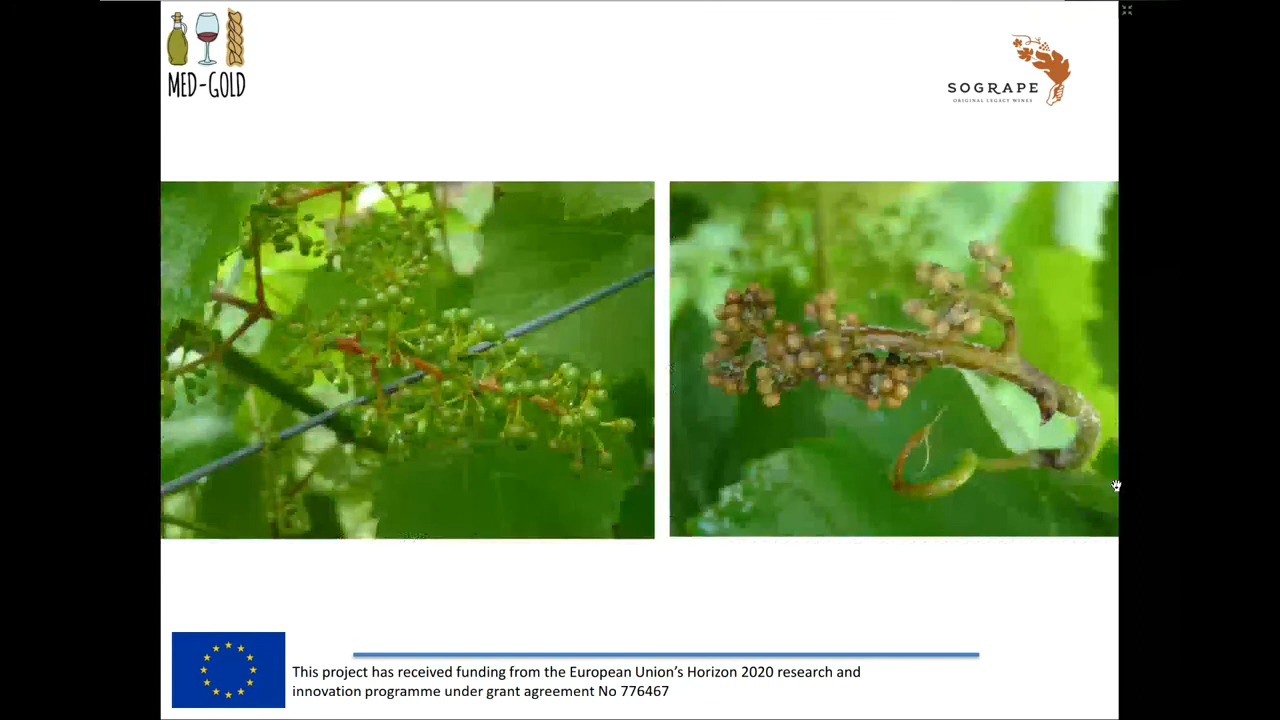 MED-GOLD
SOGRAPE
ORIGINAL LEGACY WINES
This project has received funding from the European Union's Horizon 2020 research and
innovation programme under grant agreement No 776467